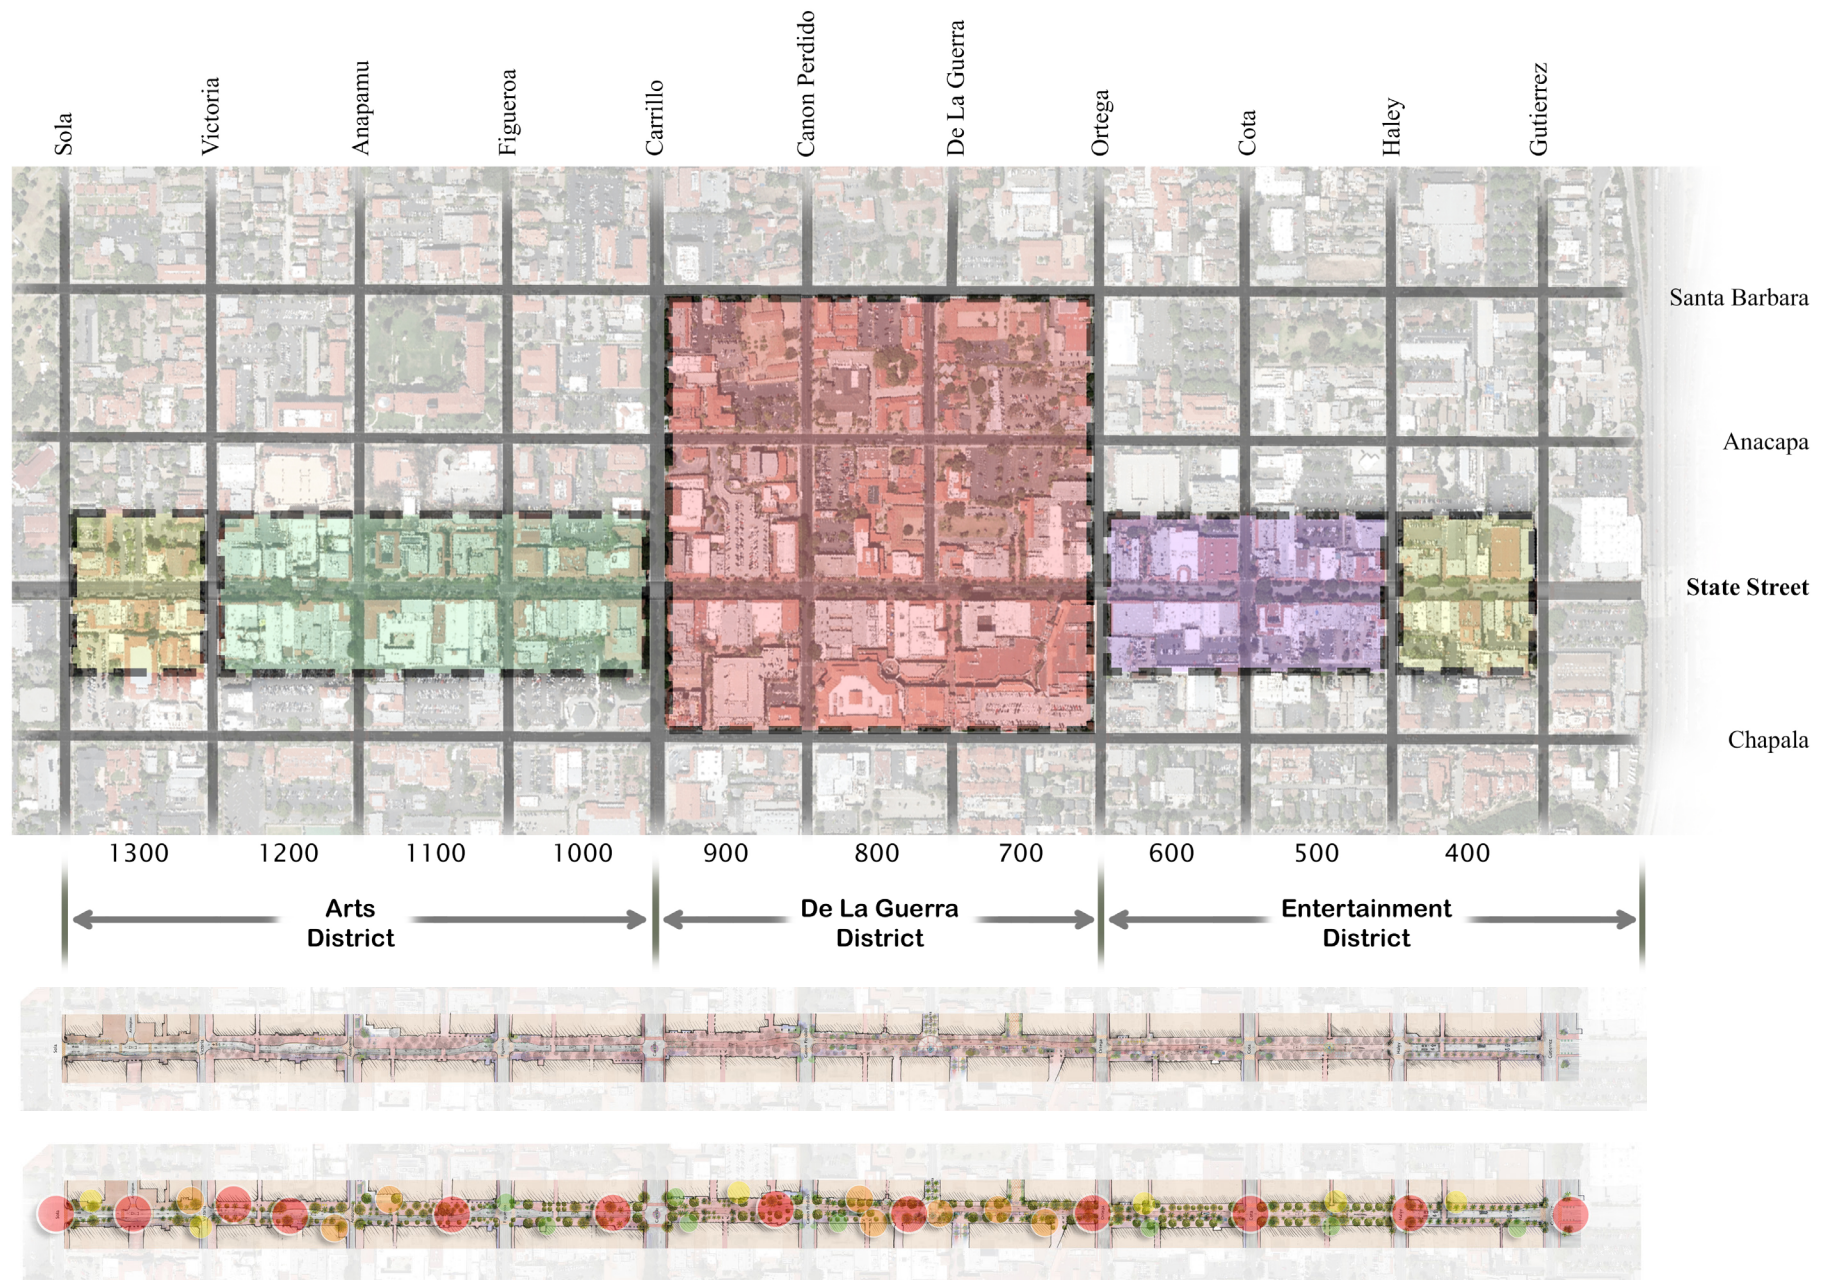 Sola
Victoria
Anapamu
Figueroa
Carrillo
Canon Perdido
De La Guerra
Ortega
Cota
Haley
Gutierrez
Santa Barbara
Anacapa
State Street
Chapala
1300
1200
1100
1000
900
800
700
600
500
400
Arts
District
De La Guerra
District
Entertainment
District